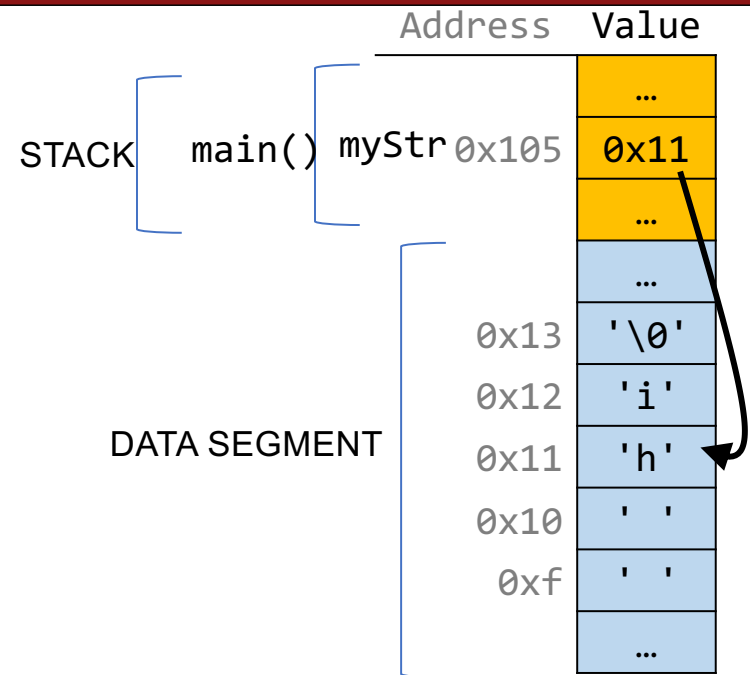 Address Value
…
STACK main() myStr 0x105 0x11
…
…
0x13 '\0'
0x12 'i'
DATA SEGMENT 0x11 'h'
0x10 ' '
0xf ' '
…